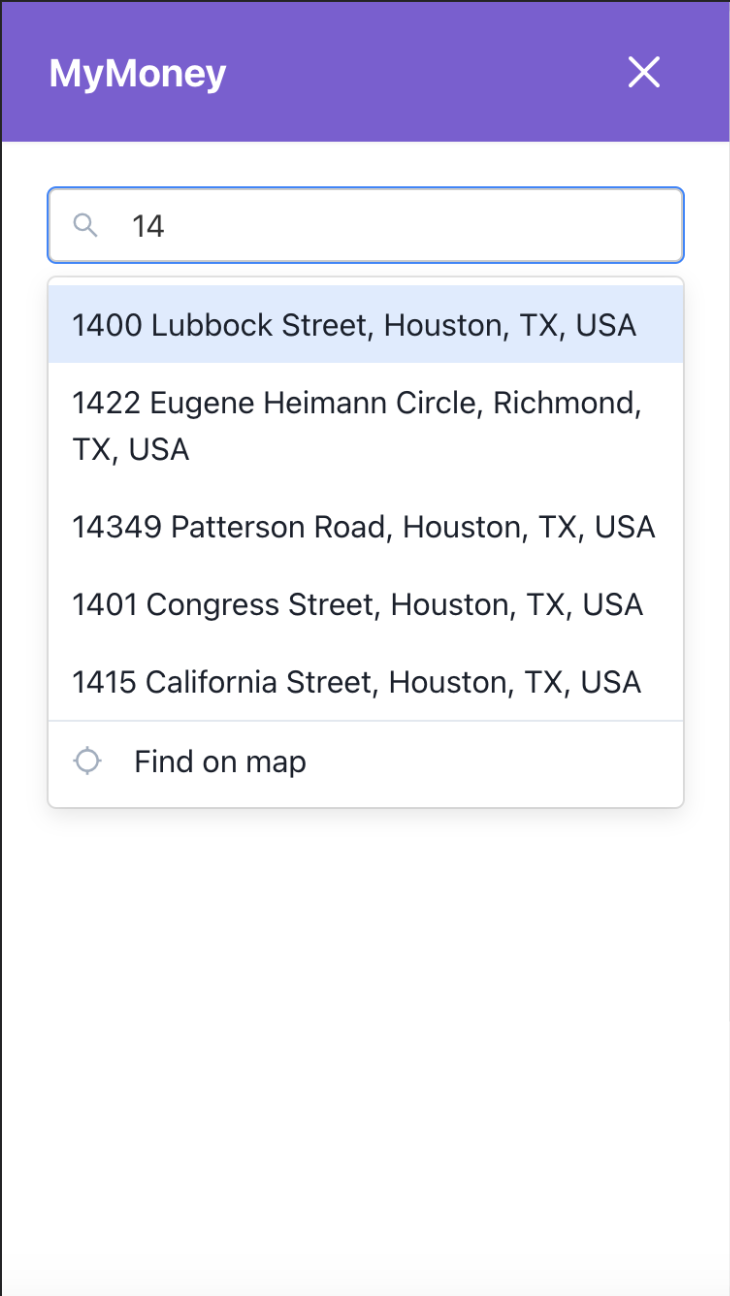 MyMoney
14
1400 Lubbock Street, Houston, TX, USA
1422 Eugene Heimann Circle, Richmond,
TX, USA
14349 Patterson Road, Houston, TX, USA
1401 Congress Street, Houston, TX, USA
1415 California Street, Houston, TX, USA
Find on map